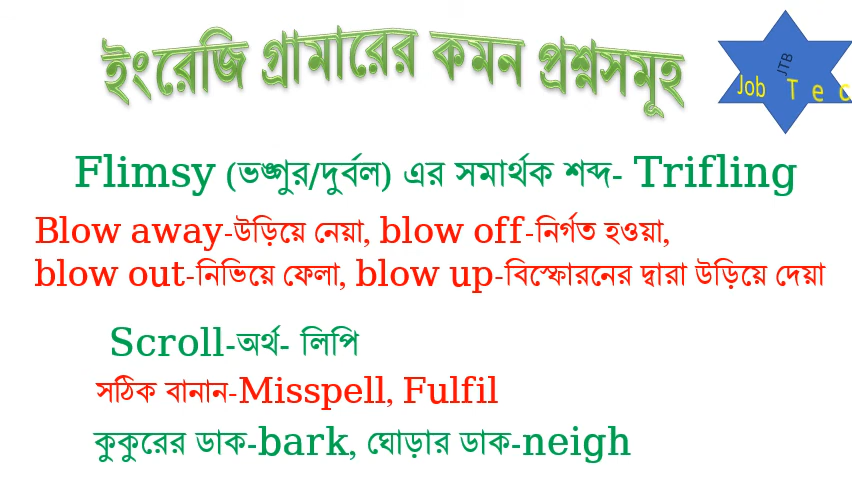 ইংরেজি গ্রামারের কমন প্রশ্নসমূহ
JTB
Job Tec
Flimsy (ভঙ্গুর/দুর্বল) এর সমার্থক শব্দ- Trifling
Blow away-উড়িয়ে নেয়া, blow off-নির্গত হওয়া,
blow out-নিভিয়ে ফেলা, blow up-বিস্ফোরনের দ্বারা উড়িয়ে দেয়া
Scroll-অর্থ- লিপি
সঠিক বানান-Misspell, Fulfil
কুকুরের ডাক-bark, ঘোড়ার ডাক-neigh